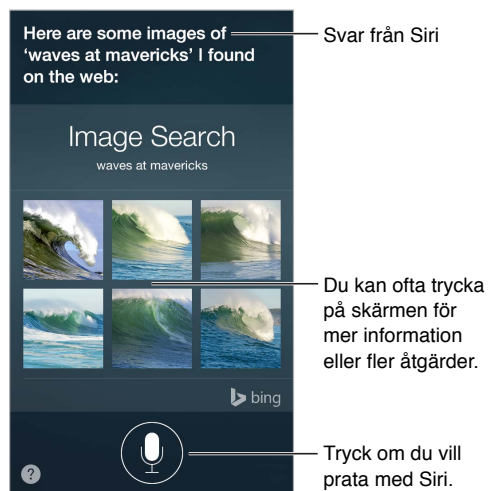 Here are some images of
‘waves at mavericks’ I found
on the web:
Svar från Siri
Image Search
waves at mavericks
Du kan ofta trycka
på skärmen för
mer information
eller fler åtgärder.
bing
Tryck om du vill
prata med Siri.
?